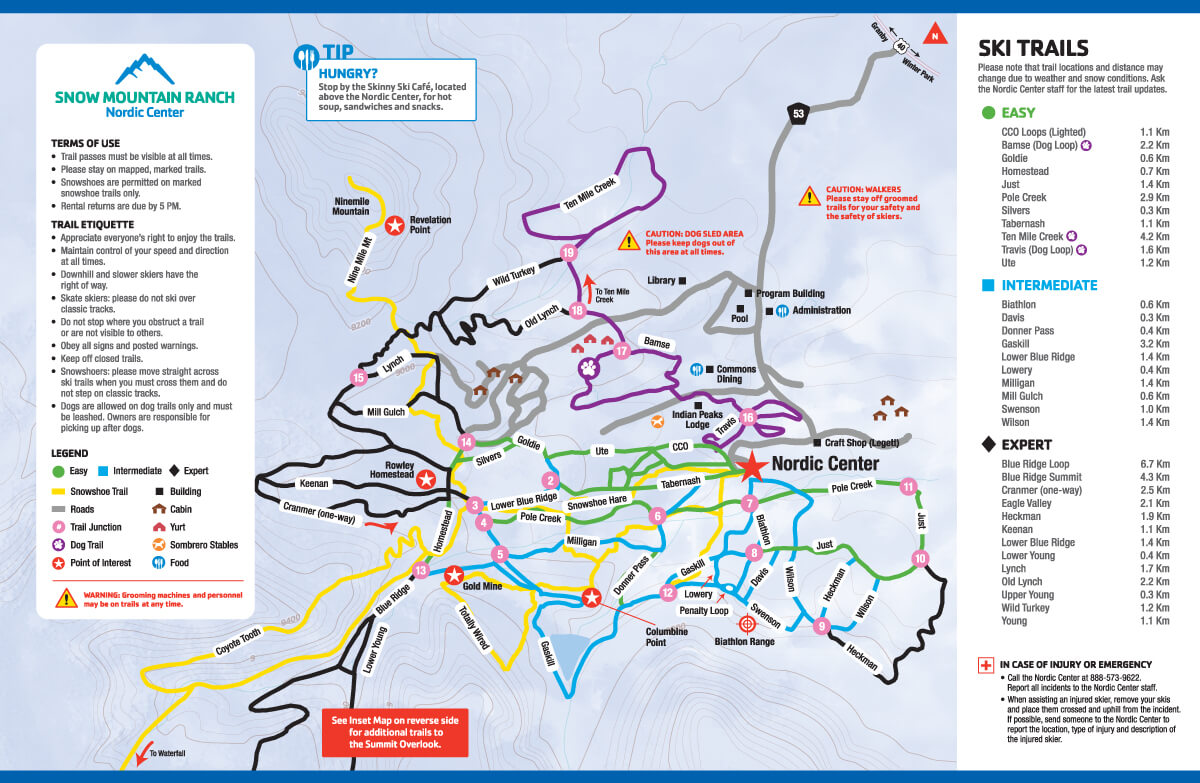 SNOW MOUNTAIN RANCH
Nordic Center
TERMS OF USE
• Trail passes must be visible at all times.
• Please stay on mapped, marked trails.
• Snowshoes are permitted on marked
snowshoe trails only.
• Rental returns are due by 5 PM.
TRAIL ETIQUETTE
• Appreciate everyone's right to enjoy the trails.
• Maintain control of your speed and direction
at all times.
• Downhill and slower skiers have the
right of way.
• Skate skiers: please do not ski over
classic tracks.
• Do not stop where you obstruct a trail
or are not visible to others.
• Obey all signs and posted warnings.
• Keep off closed trails.
• Snowshoers: please move straight across
ski trails when you must cross them and do
not step on classic tracks.
• Dogs are allowed on dog trails only and must
be leashed. Owners are responsible for
picking up after dogs.
LEGEND
Easy Intermediate Expert
Snowshoe Trail Building
Roads Cabin
# Trail Junction Yurt
Dog Trail Sombrero Stables
Point of Interest Food
WARNING: Grooming machines and personnel
may be on trails at any time.
TIP
HUNGRY?
Stop by the Skinny Ski Café, located
above the Nordic Center, for hot
soup, sandwiches and snacks.
Granby
40
Winter Park
N
53
Ninemile
Mountain
Revelation
Point
Nine Mile Mt
Ten Mile Creek
CAUTION: WALKERS
Please stay off groomed
trails for your safety and
the safety of skiers.
CAUTION: DOG SLED AREA
Please keep dogs out of
this area at all times.
19
Wild Turkey
To Ten Mile
Creek
Library
Program Building
Pool
Administration
18
Old Lynch
9200
17
Bamse
Lynch
9000
15
Commons
Dining
Mill Gulch
Indian Peaks
Lodge
Travis
16
Craft Shop (Legett)
14
Goldie
Silvers
Ute
CCO
Nordic Center
Rowley
Homestead
Keenan
2
Tabernash
Cranmer (one-way)
3
Lower Blue Ridge
Snowshoe Hare
4
Pole Creek
6
7
Pole Creek
11
Homestead
Milligan
Biathlon
Just
5
8
Just
10
13
Gold Mine
Donner Pass
Gaskill
Davis
Wilson
Heckman
Wilson
12
Lowery
Penalty Loop
Swenson
9
Blue Ridge
Columbine
Point
Biathlon Range
Heckman
9400
Coyote Tooth
Lower Young
Totally Wired
Gaskill
See Inset Map on reverse side
for additional trails to
the Summit Overlook.
To Waterfall
SKI TRAILS
Please note that trail locations and distance may
change due to weather and snow conditions. Ask
the Nordic Center staff for the latest trail updates.
EASY
CCO Loops (Lighted) 1.1 Km
Bamse (Dog Loop) 2.2 Km
Goldie 0.6 Km
Homestead 0.7 Km
Just 1.4 Km
Pole Creek 2.9 Km
Silvers 0.3 Km
Tabernash 1.1 Km
Ten Mile Creek 4.2 Km
Travis (Dog Loop) 1.6 Km
Ute 1.2 Km
INTERMEDIATE
Biathlon 0.6 Km
Davis 0.3 Km
Donner Pass 0.4 Km
Gaskill 3.2 Km
Lower Blue Ridge 1.4 Km
Lowery 0.4 Km
Milligan 1.4 Km
Mill Gulch 0.6 Km
Swenson 1.0 Km
Wilson 1.4 Km
EXPERT
Blue Ridge Loop 6.7 Km
Blue Ridge Summit 4.3 Km
Cranmer (one-way) 2.5 Km
Eagle Valley 2.1 Km
Heckman 1.9 Km
Keenan 1.1 Km
Lower Blue Ridge 1.4 Km
Lower Young 0.4 Km
Lynch 1.7 Km
Old Lynch 2.2 Km
Upper Young 0.3 Km
Wild Turkey 1.2 Km
Young 1.1 Km
IN CASE OF INJURY OR EMERGENCY
• Call the Nordic Center at 888-573-9622.
Report all incidents to the Nordic Center staff.
• When assisting an injured skier, remove your skis
and place them crossed and uphill from the incident.
If possible, send someone to the Nordic Center to
report the location, type of injury and description of
the injured skier.